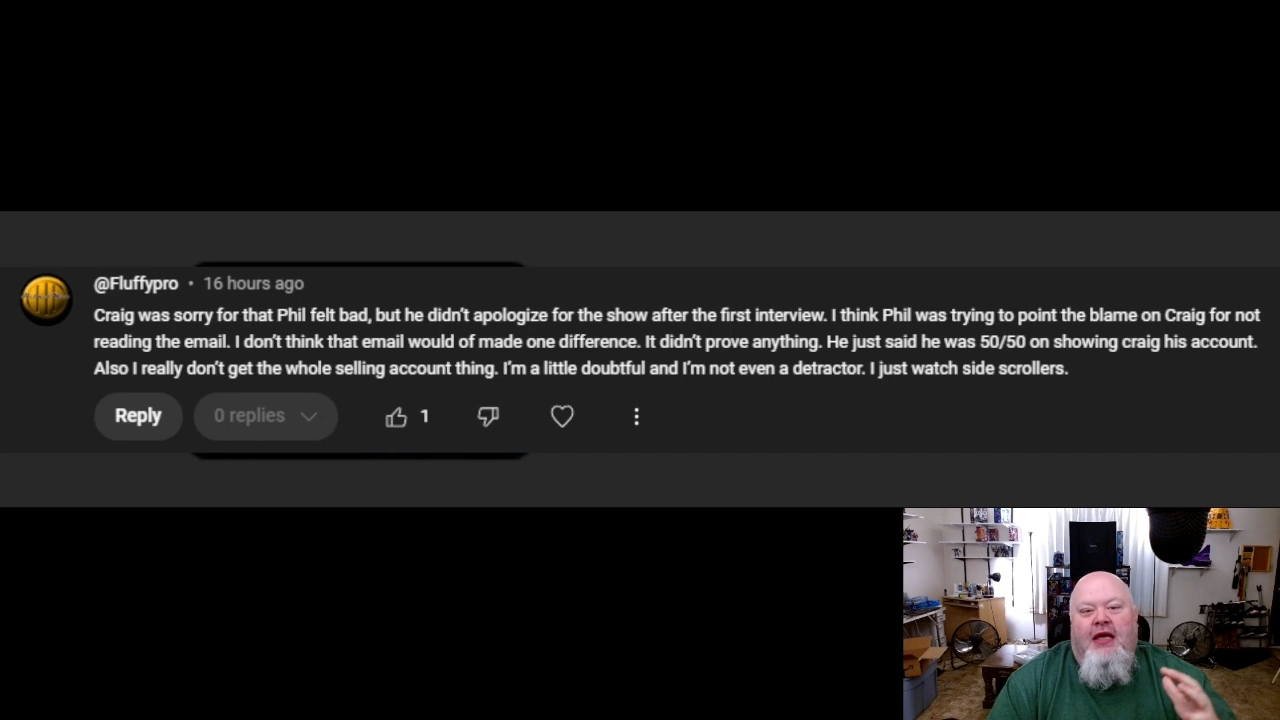 @Fluffypro • 16 hours ago
Craig was sorry for that Phil felt bad, but he didn't apologize for the show after the first interview. I think Phil was trying to point the blame on Craig for not
reading the email. I don't think that email would of made one difference. It didn't prove anything. He just said he was 50/50 on showing craig his account.
Also I really don't get the whole selling account thing. I'm a little doubtful and I'm not even a detractor. I just watch side scrollers.
Reply 0 replies 1